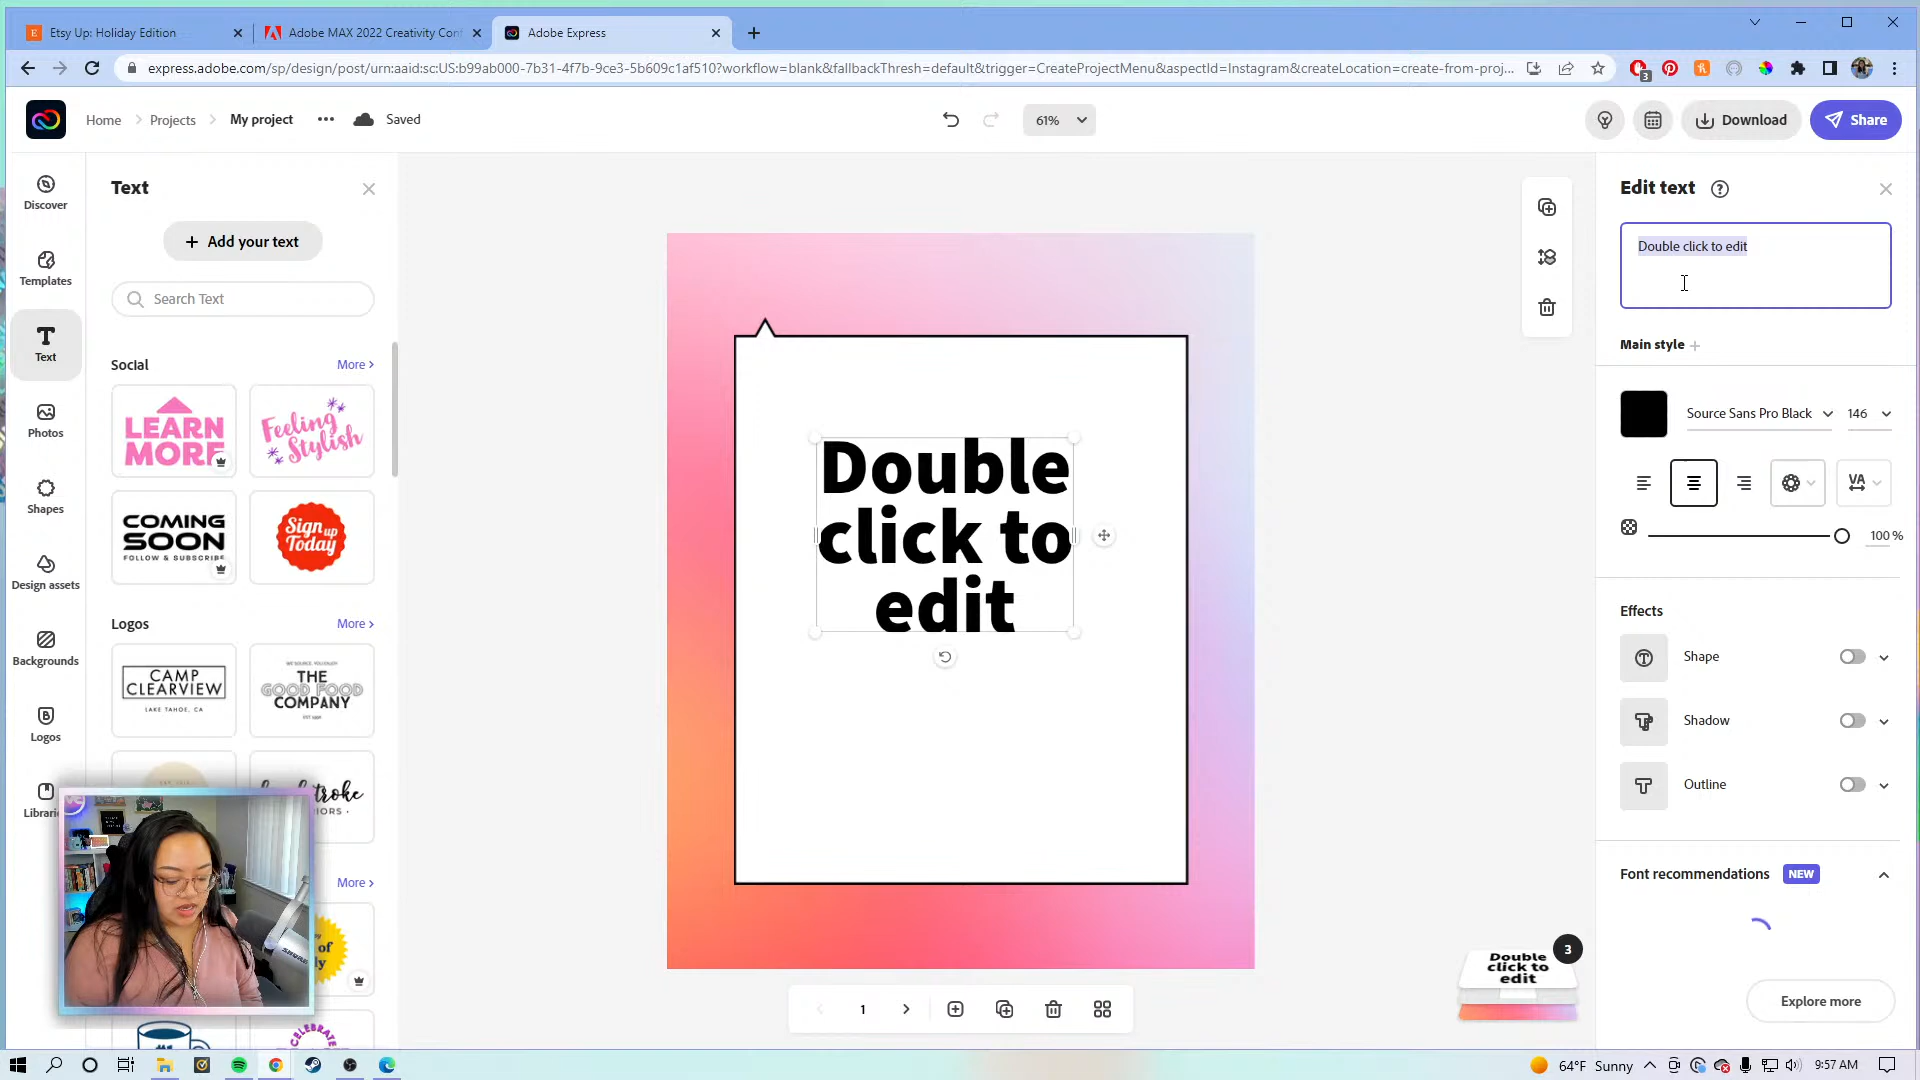 Etsy Up: Holiday Edition
Adobe MAX 2022 Creativity Con
Adobe Express
express.adobe.com/sp/design/post/urn:aaid:sc:US:b99ab000-7b31-4f7b-9ce3-5b609c1af510?workflow=blank&fallbackThresh=default&trigger=CreateProjectMenu&aspectId=Instagram&createLocation=create-from-proj...
3
Home
Projects
My project
Saved
61%
Download
Share
Discover
Templates
Text
Photos
Shapes
Design assets
Backgrounds
Logos
Text
Add your text
Search Text
Social
More
LEARN
MORE
Feeling
Stylish
COMING
SOON
FOLLOW & SUBSCRIBE
Sign up
Today
Logos
More
CAMP
CLEARVIEW
LAKE TAHOE, CA
THE
GOOD FOOD
COMPANY
More
CELEBRATE
Double
click to
edit
1
Double
click to
edit
3
Edit text
Double click to edit
Main style
Source Sans Pro Black
146
VA
100 %
Effects
Shape
Shadow
Outline
Font recommendations
NEW
Explore more
64°F Sunny
9:57 AM